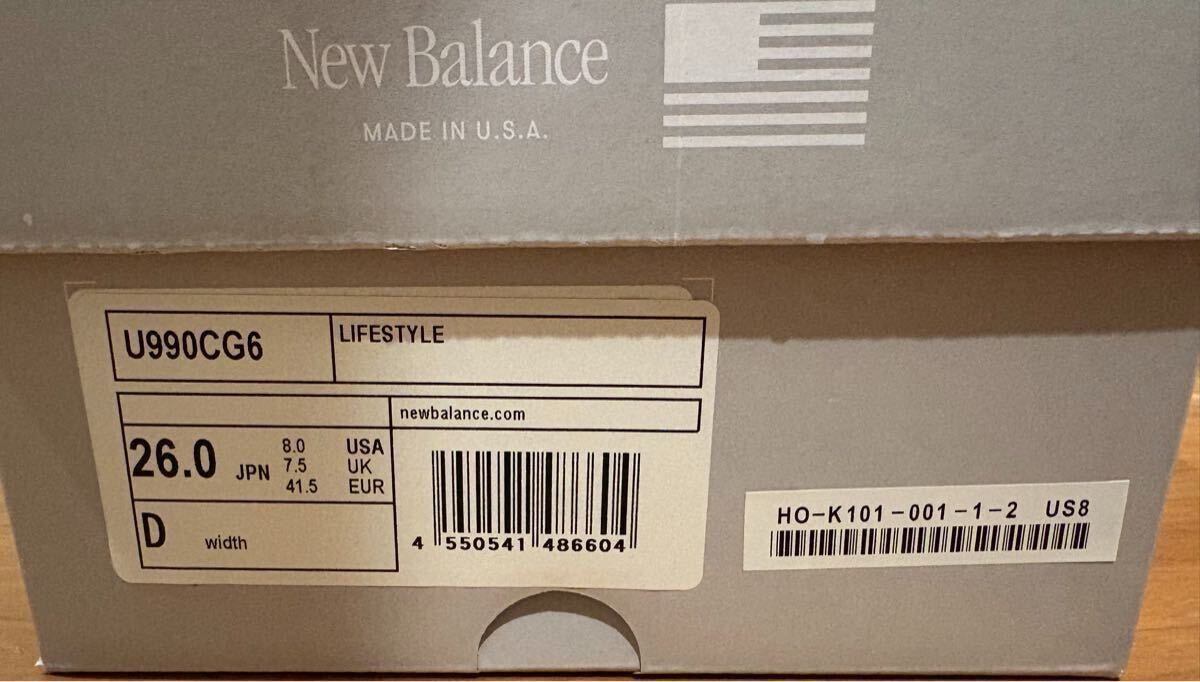 New Balance
MADE IN U.S.A.
U990CG6
LIFESTYLE
newbalance.com
26.0 JPN
8.0 USA
7.5 UK
41.5 EUR
D width
4 550541 486604
HO-K101-001-1-2 US8